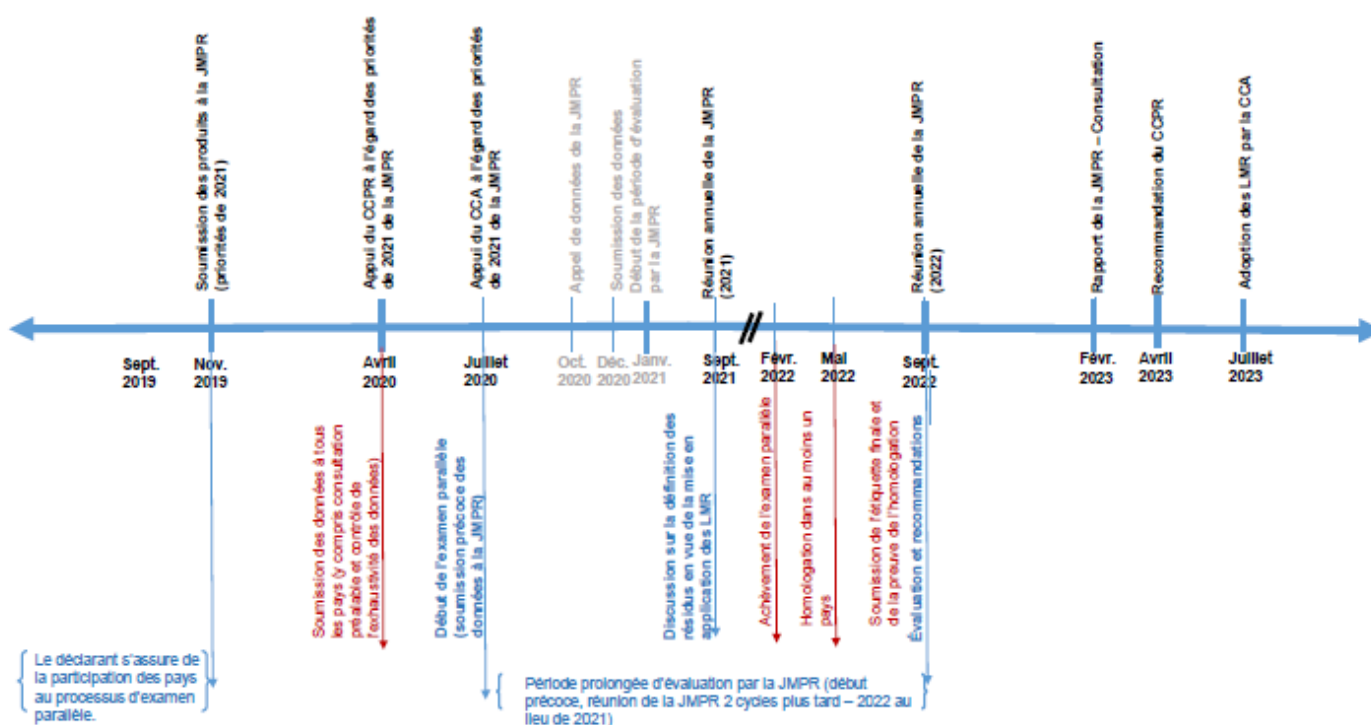 Soumission des produits à la JMPR
(priorités de 2021)
Appui du CCPR à l'égard des priorités
de 2021 de la JMPR
Appui du CCA à l'égard des priorités
de 2021 de la JMPR
Appel de données de la JMPR
Soumission des données
Début de la période d'évaluation
par la JMPR
Réunion annuelle de la JMPR
(2021)
Réunion annuelle de la JMPR
(2022)
Rapport de la JMPR – Consultation
Recommandation du CCPR
Adoption des LMR par la CCA
Sept.
2019
Nov.
2019
Avril
2020
Juillet
2020
Oct.
2020
Déc.
2020
Janv.
2021
Sept.
2021
Févr.
2022
Mai
2022
Sept.
2022
Févr.
2023
Avril
2023
Juillet
2023
Soumission des données à tous
les pays (y compris consultation
préalable et contrôle de
l'exhaustivité des données)
Début de l'examen parallèle
(soumission précoce des
données à la JMPR)
Discussion sur la définition des
résidus en vue de la mise en
application des LMR
Achèvement de l'examen parallèle
Homologation dans au moins un
pays
Soumission de l'étiquette finale et
de la preuve de l'homologation
Évaluation et recommandations
Le déclarant s'assure de
la participation des pays
au processus d'examen
parallèle.
Période prolongée d'évaluation par la JMPR (début
précoce, réunion de la JMPR 2 cycles plus tard – 2022 au
lieu de 2021)